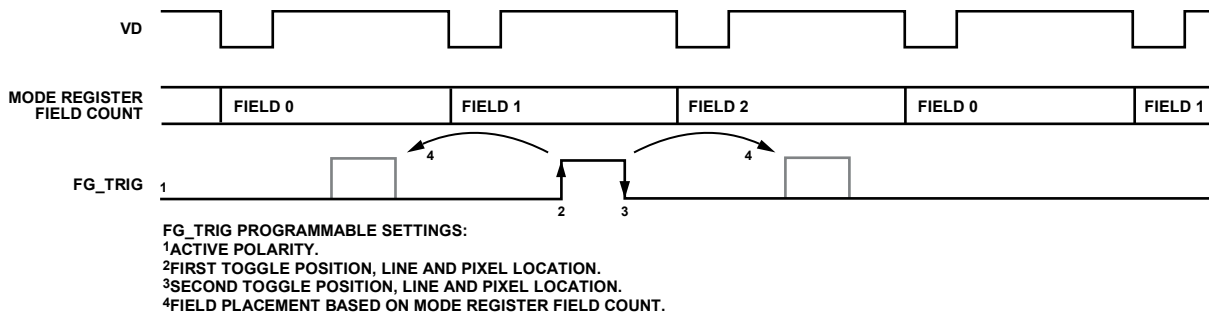 VD
MODE REGISTER
FIELD COUNT
FIELD 0
FIELD 1
FIELD 2
FIELD 0
FIELD 1
4
4
FG_TRIG
1
2
3
FG_TRIG PROGRAMMABLE SETTINGS:
1ACTIVE POLARITY.
2FIRST TOGGLE POSITION, LINE AND PIXEL LOCATION.
3SECOND TOGGLE POSITION, LINE AND PIXEL LOCATION.
4FIELD PLACEMENT BASED ON MODE REGISTER FIELD COUNT.